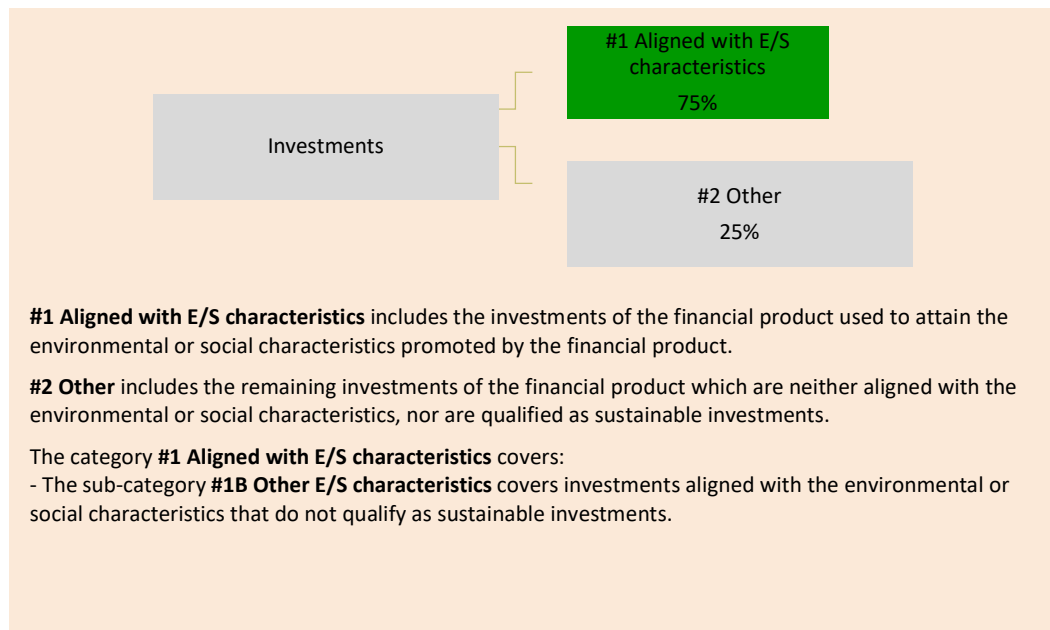 #1 Aligned with E/S
characteristics
75%
Investments
#2 Other
25%
#1 Aligned with E/S characteristics includes the investments of the financial product used to attain the
environmental or social characteristics promoted by the financial product.
#2 Other includes the remaining investments of the financial product which are neither aligned with the
environmental or social characteristics, nor are qualified as sustainable investments.
The category #1 Aligned with E/S characteristics covers:
- The sub-category #1B Other E/S characteristics covers investments aligned with the environmental or
social characteristics that do not qualify as sustainable investments.